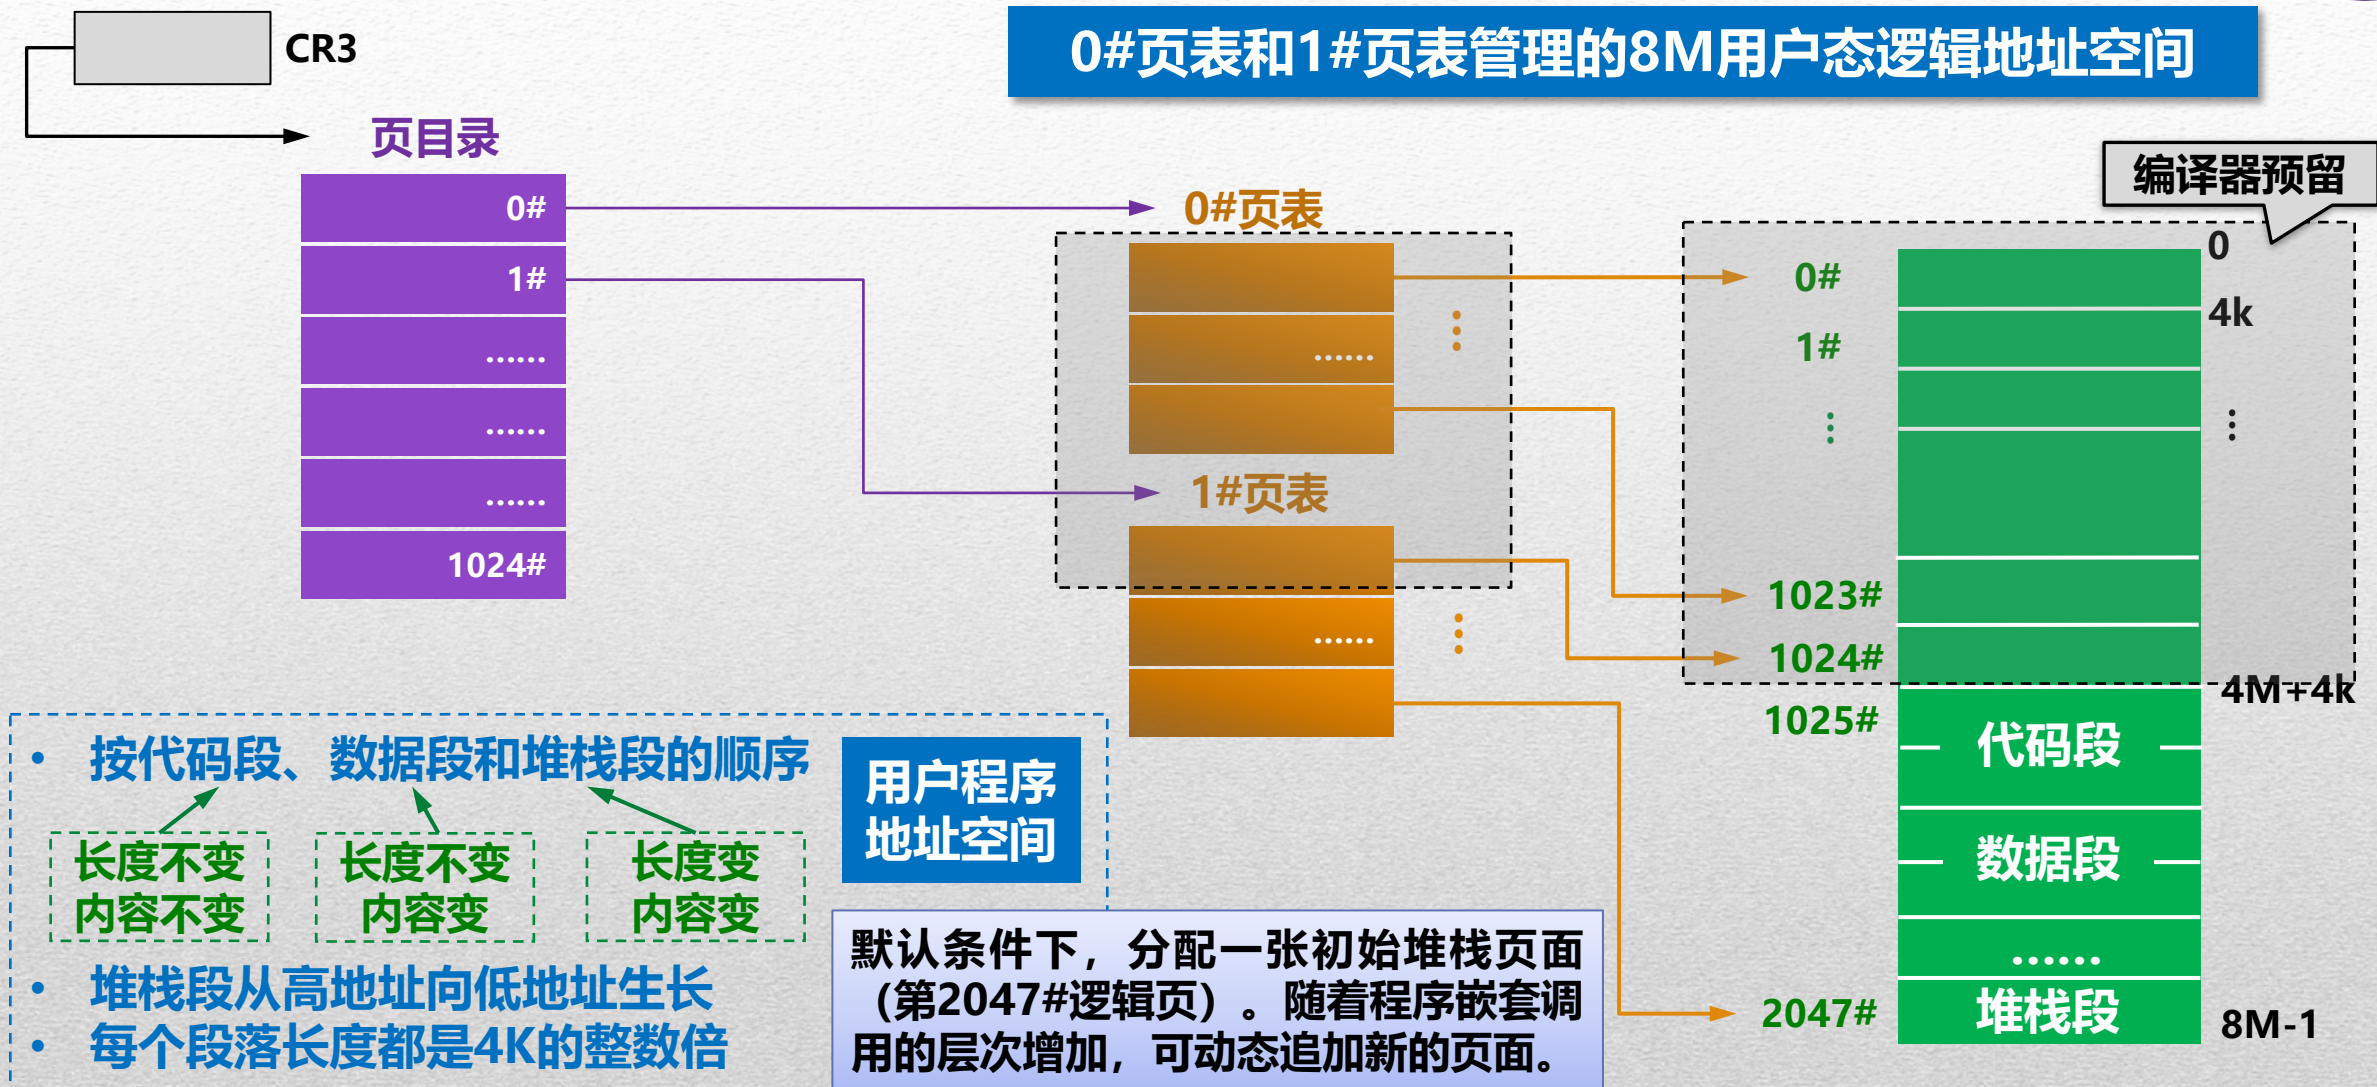 CR3
0#页表和1#页表管理的8M用户态逻辑地址空间
页目录
0#
1#
......
......
......
1024#
0#页表
......
1#页表
......
编译器预留
0#
1#
1023#
1024#
1025#
2047#
0
4k
4M+4k
8M-1
代码段
数据段
......
堆栈段
• 按代码段、数据段和堆栈段的顺序
长度不变
内容不变
长度不变
内容变
长度变
内容变
• 堆栈段从高地址向低地址生长
• 每个段落长度都是4K的整数倍
用户程序
地址空间
默认条件下，分配一张初始堆栈页面
（第2047#逻辑页）。随着程序嵌套调
用的层次增加，可动态追加新的页面。